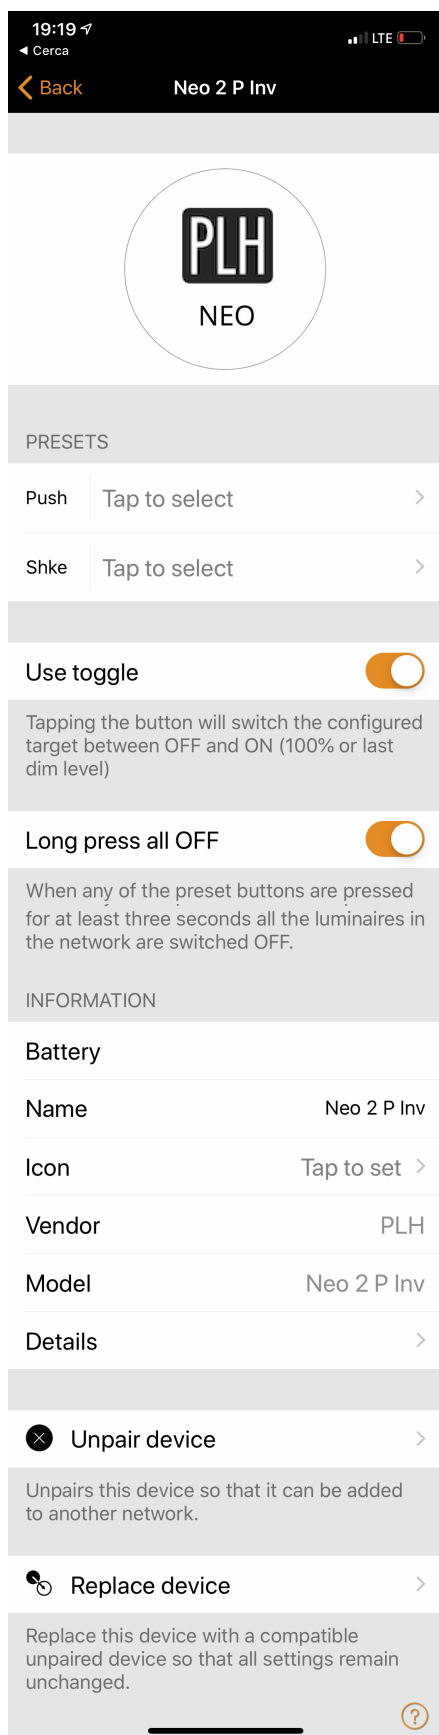 19:19
LTE
◀ Cerca
Back
Neo 2 P Inv
PLH
NEO
PRESETS
Push Tap to select
Shke Tap to select
Use toggle
Tapping the button will switch the configured
target between OFF and ON (100% or last
dim level)
Long press all OFF
When any of the preset buttons are pressed
for at least three seconds all the luminaires in
the network are switched OFF.
INFORMATION
Battery
Name Neo 2 P Inv
Icon Tap to set
Vendor PLH
Model Neo 2 P Inv
Details
Unpair device
Unpairs this device so that it can be added
to another network.
Replace device
Replace this device with a compatible
unpaired device so that all settings remain
unchanged.
?